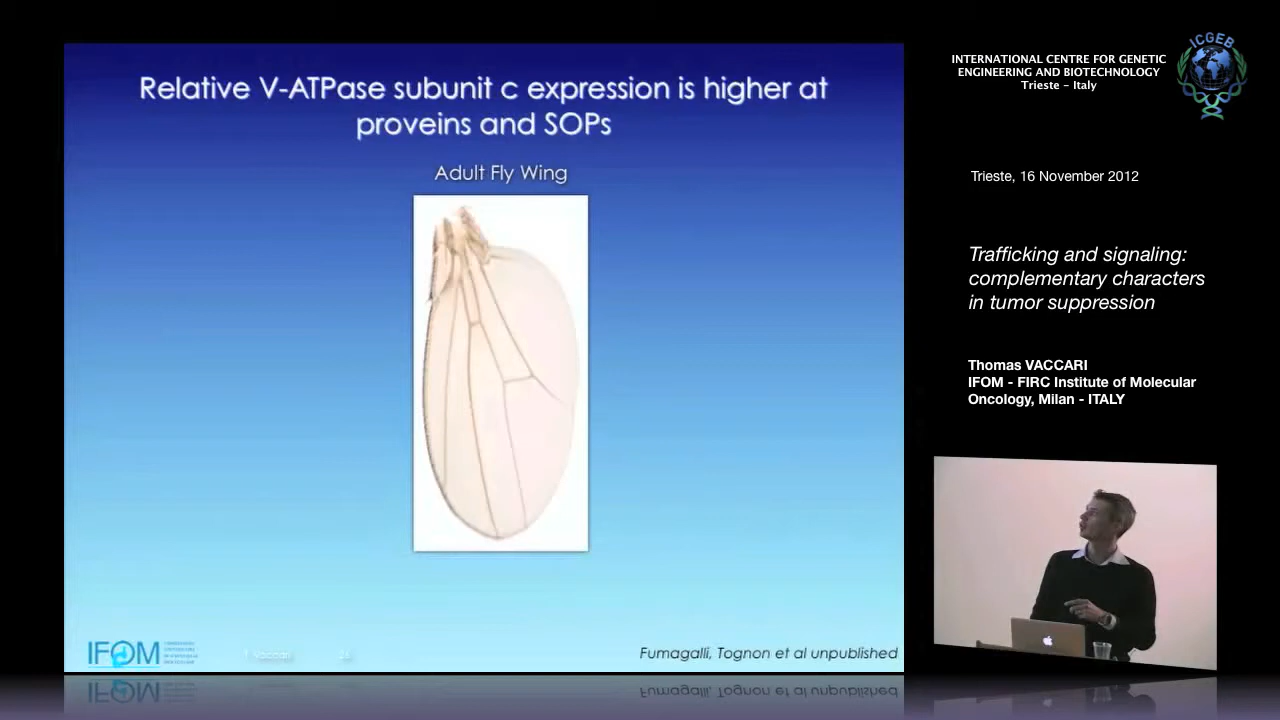 Relative V-ATPase subunit c expression is higher at
proveins and SOPs
Adult Fly Wing
IFOM
T. Vaccari
Fumagalli, Tognon et al unpublished
ICGEB
INTERNATIONAL CENTRE FOR GENETIC
ENGINEERING AND BIOTECHNOLOGY
Trieste - Italy
Trieste, 16 November 2012
Trafficking and signaling:
complementary characters
in tumor suppression
Thomas VACCARI
IFOM - FIRC Institute of Molecular
Oncology, Milan - ITALY